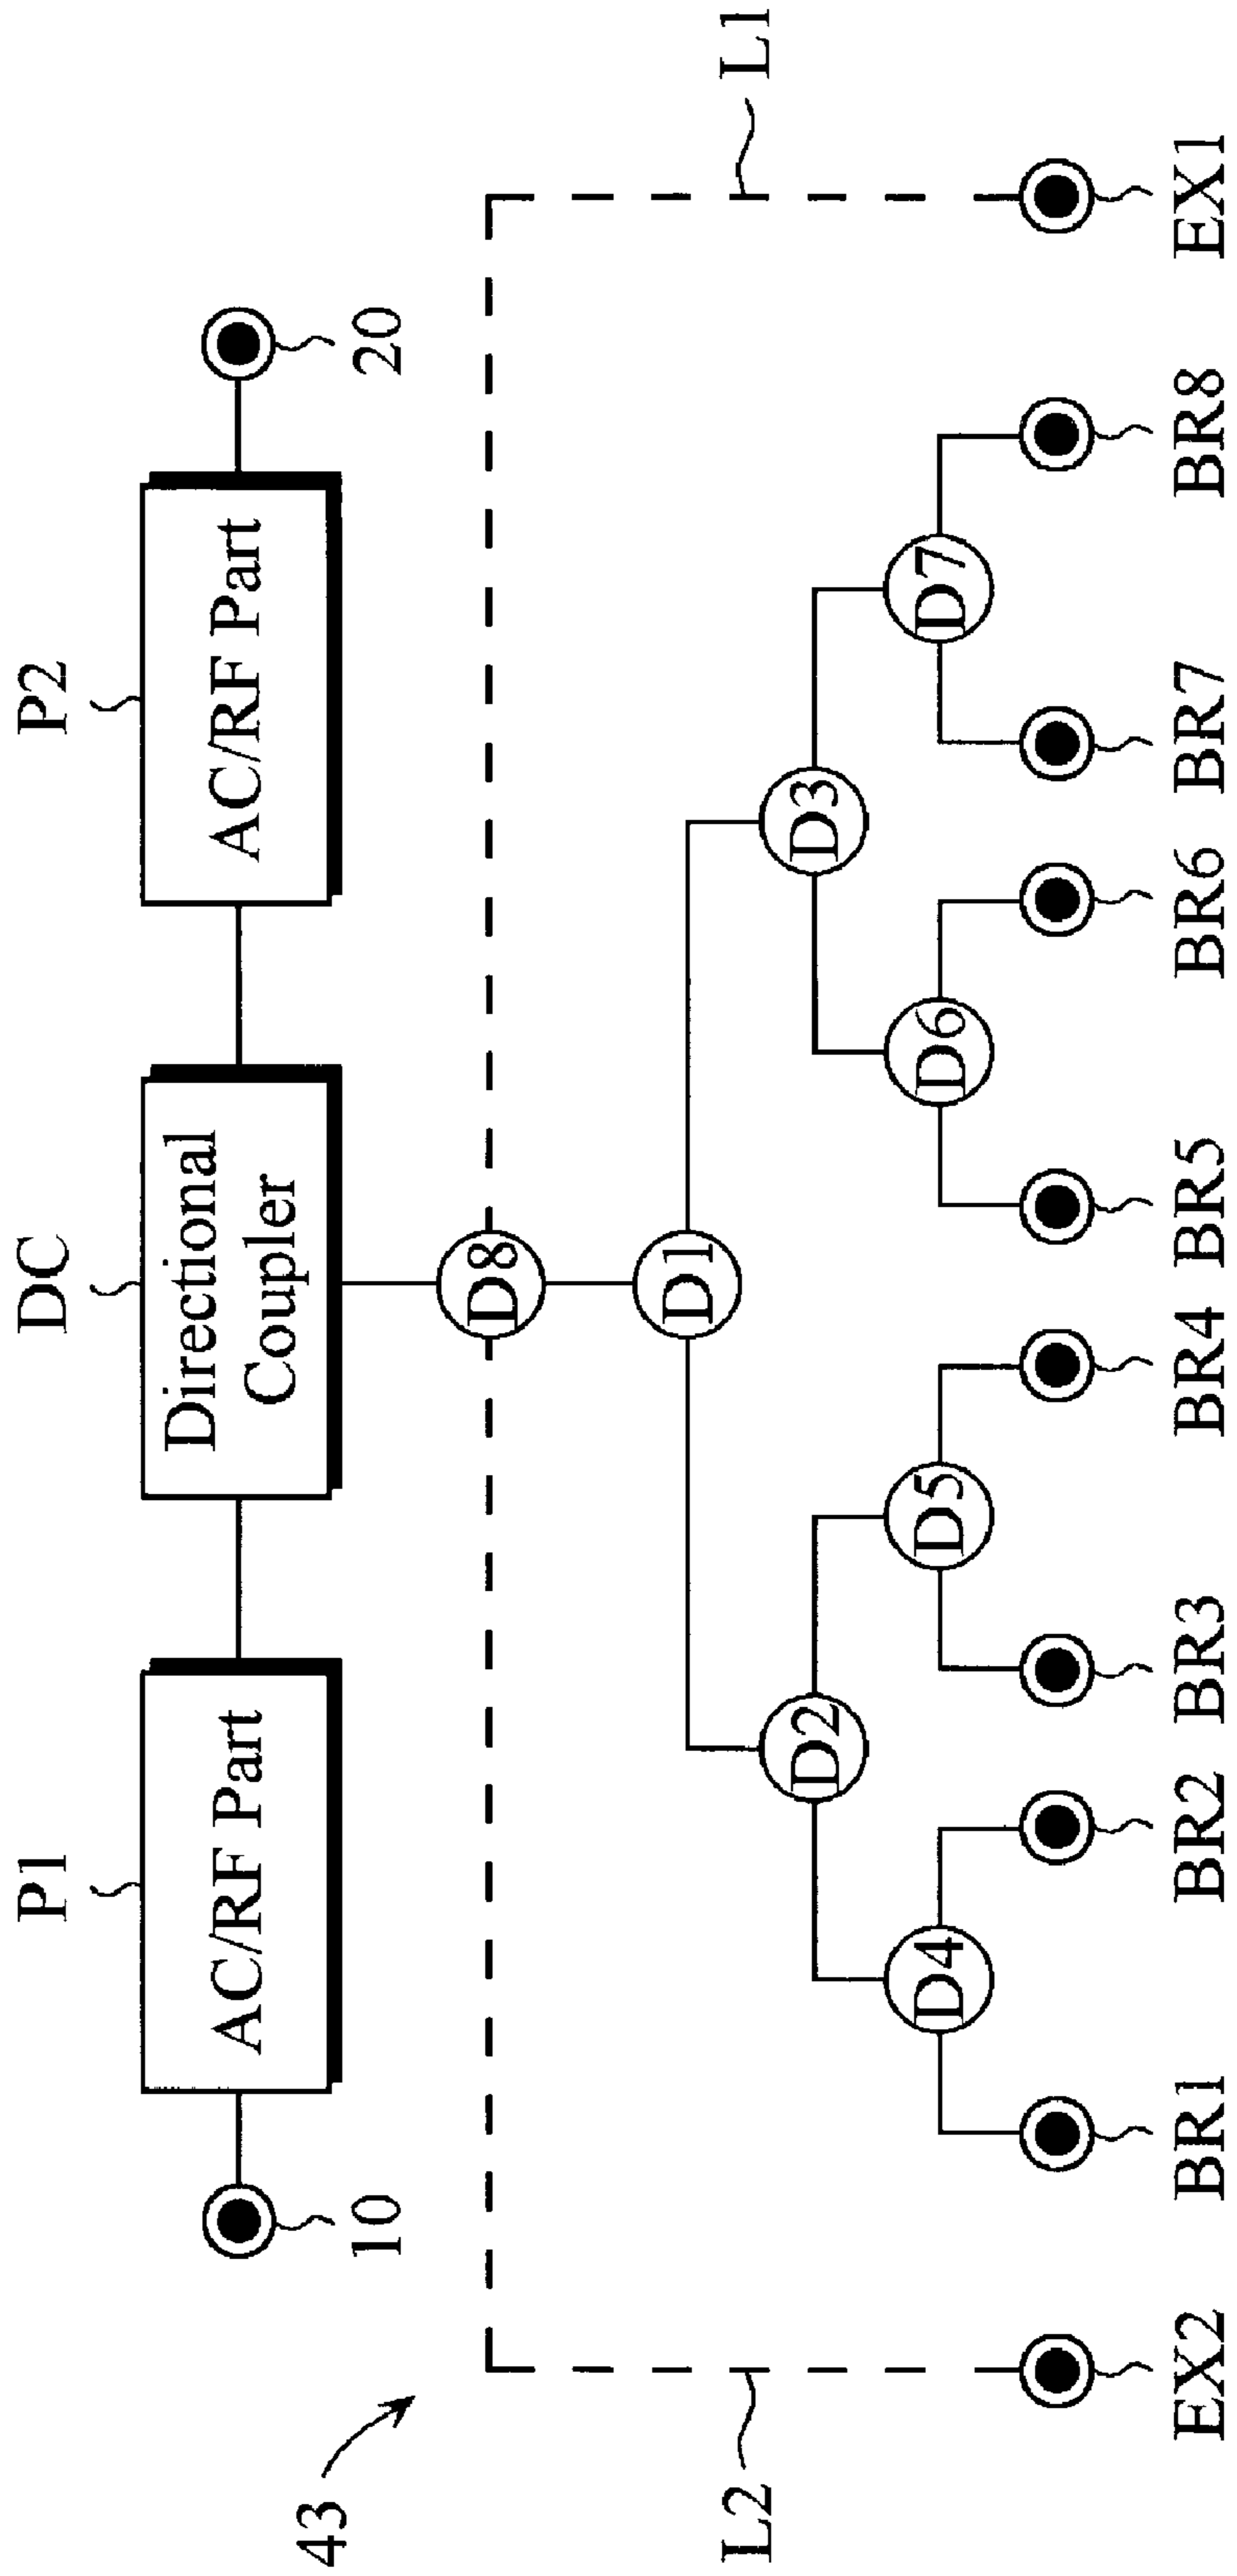 P1
DC
P2
AC/RF Part
Directional
Coupler
AC/RF Part
10
20
43
D8
L2
L1
D1
D2
D3
D4
D5
D6
D7
EX2
BR1
BR2
BR3
BR4
BR5
BR6
BR7
BR8
EX1